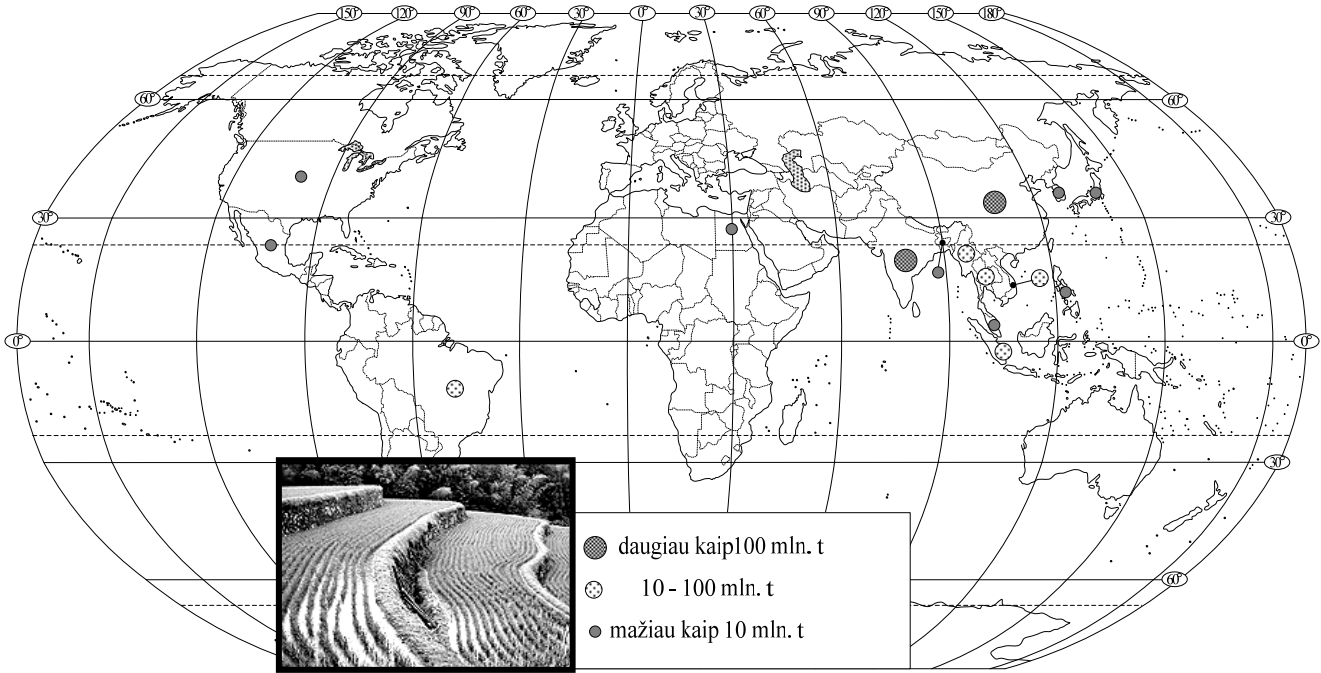 150° 120° 90° 60° 30° 0° 30° 60° 90° 120° 150° 180°
60° 60°
30° 30°
0° 0°
30°
60°
daugiau kaip100 mln. t
10 - 100 mln. t
mažiau kaip 10 mln. t